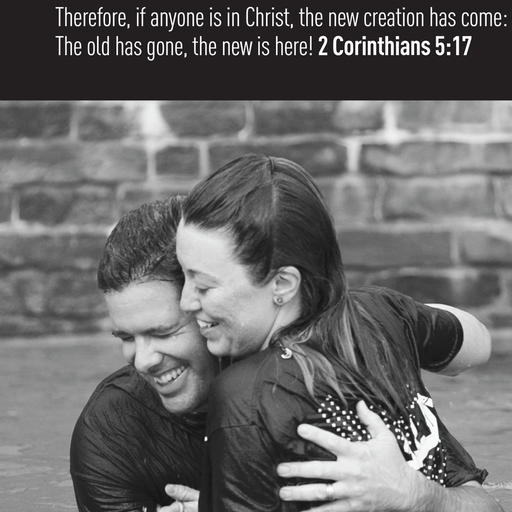 Therefore, if anyone is in Christ, the new creation has come:
The old has gone, the new is here! 2 Corinthians 5:17